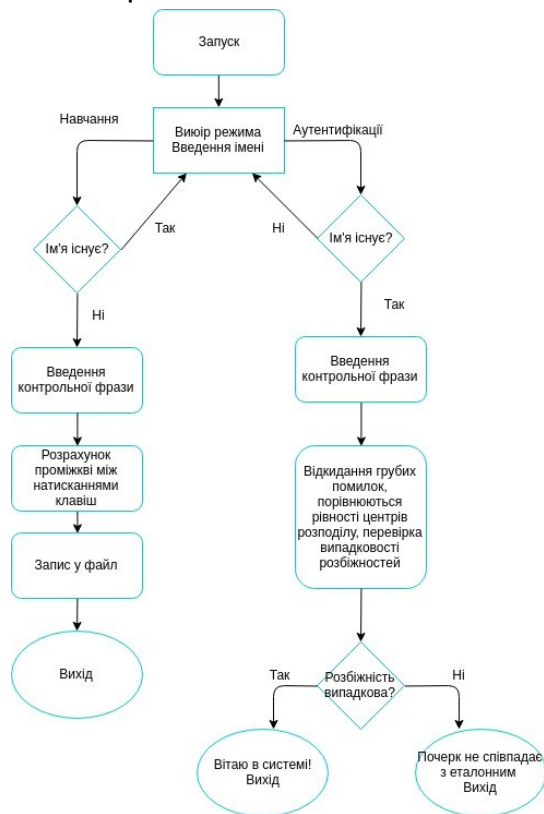 Запуск
Навчання
Виюір режима
Введення імені
Аутентифікації
Ім'я існує?
Так
Ні
Ім'я існує?
Ні
Так
Введення
контрольної фрази
Введення
контрольної фрази
Розрахунок
проміжкві між
натисканнями
клавіш
Відкидання грубих
помилок,
порівнюються
рівності центрів
розподілу, перевірка
випадковості
розбіжностей
Запис у файл
Вихід
Так
Розбіжність
випадкова?
Ні
Вітаю в системі!
Вихід
Почерк не співпадає
з еталонним
Вихід